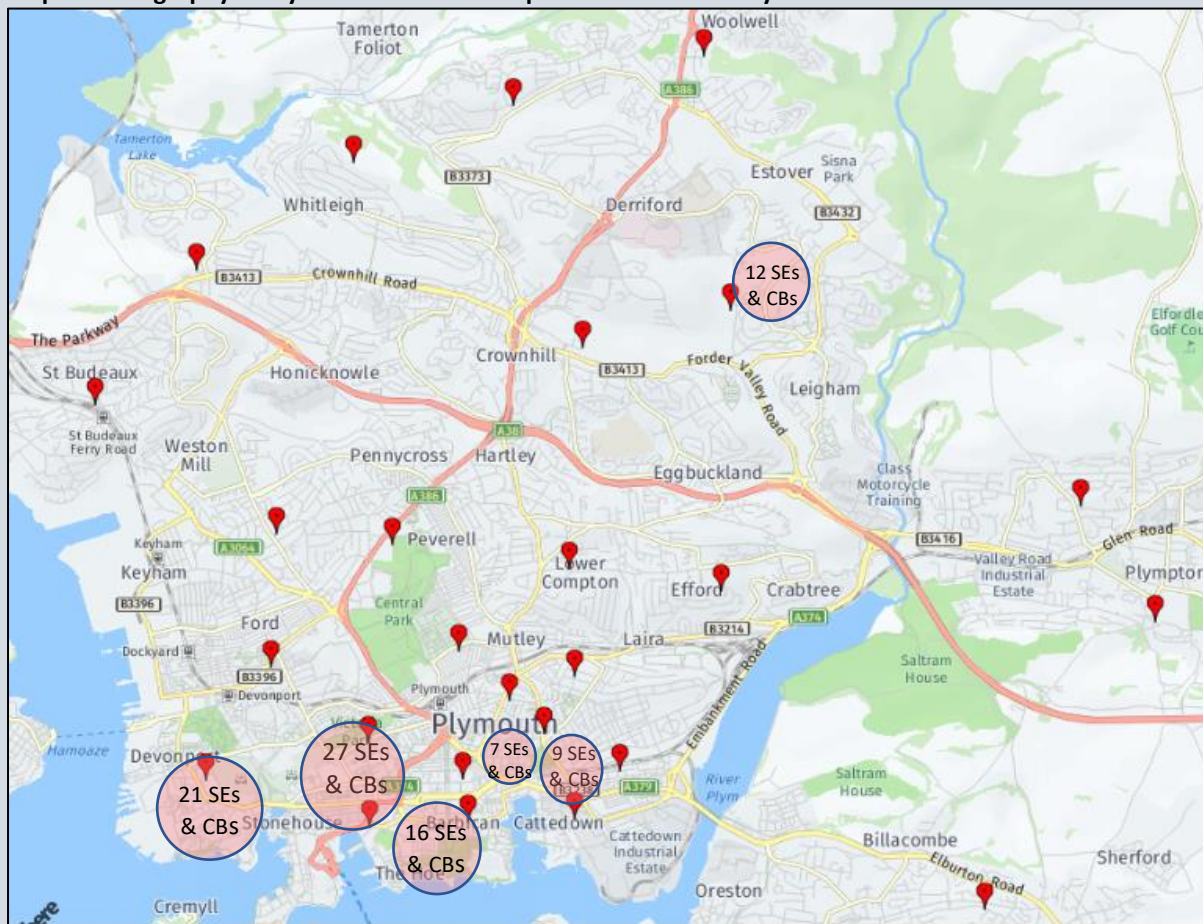 Woolwell
Tamerton
Foliot
A386
Tamerton
Lake
B3373
Estover
Sisna
Park
Whitleigh
Derriford
B3432
B3413
Crownhill Road
12 SEs
& CBs
The Parkway
Elfordle
Golf Cou
St Budeaux
Honicknowle
Crownhill
B3413
Forder Valley Road
Leigham
St Budeaux
Ferry Road
Weston
Mill
Pennycross
A38
Hartley
Eggbuckland
Class
Motorcycle
Training
A386
Peverell
A3064
Keyham
Keyham
B3416
Glen Road
Valley Road
Industrial
Estate
Plympton
Lower
Compton
Efford
Crabtree
B3396
Central
Park
A374
Ford
Mutley
Laira
B3214
Dockyard
B3396
Devonport
Plymouth
Embankment Road
Saltram
House
Plymouth
Hamoaze
Devonport
27 SEs
& CBs
7 SEs
& CBs
9 SEs
& CBs
A379
River
Plym
Saltram
House
21 SEs
& CBs
Stonehouse
16 SEs
& CBs
Barbican
Cattedown
Cattedown
Industrial
Estate
Billacombe
Elburton Road
Sherford
The Hoe
Oreston
Cremyll